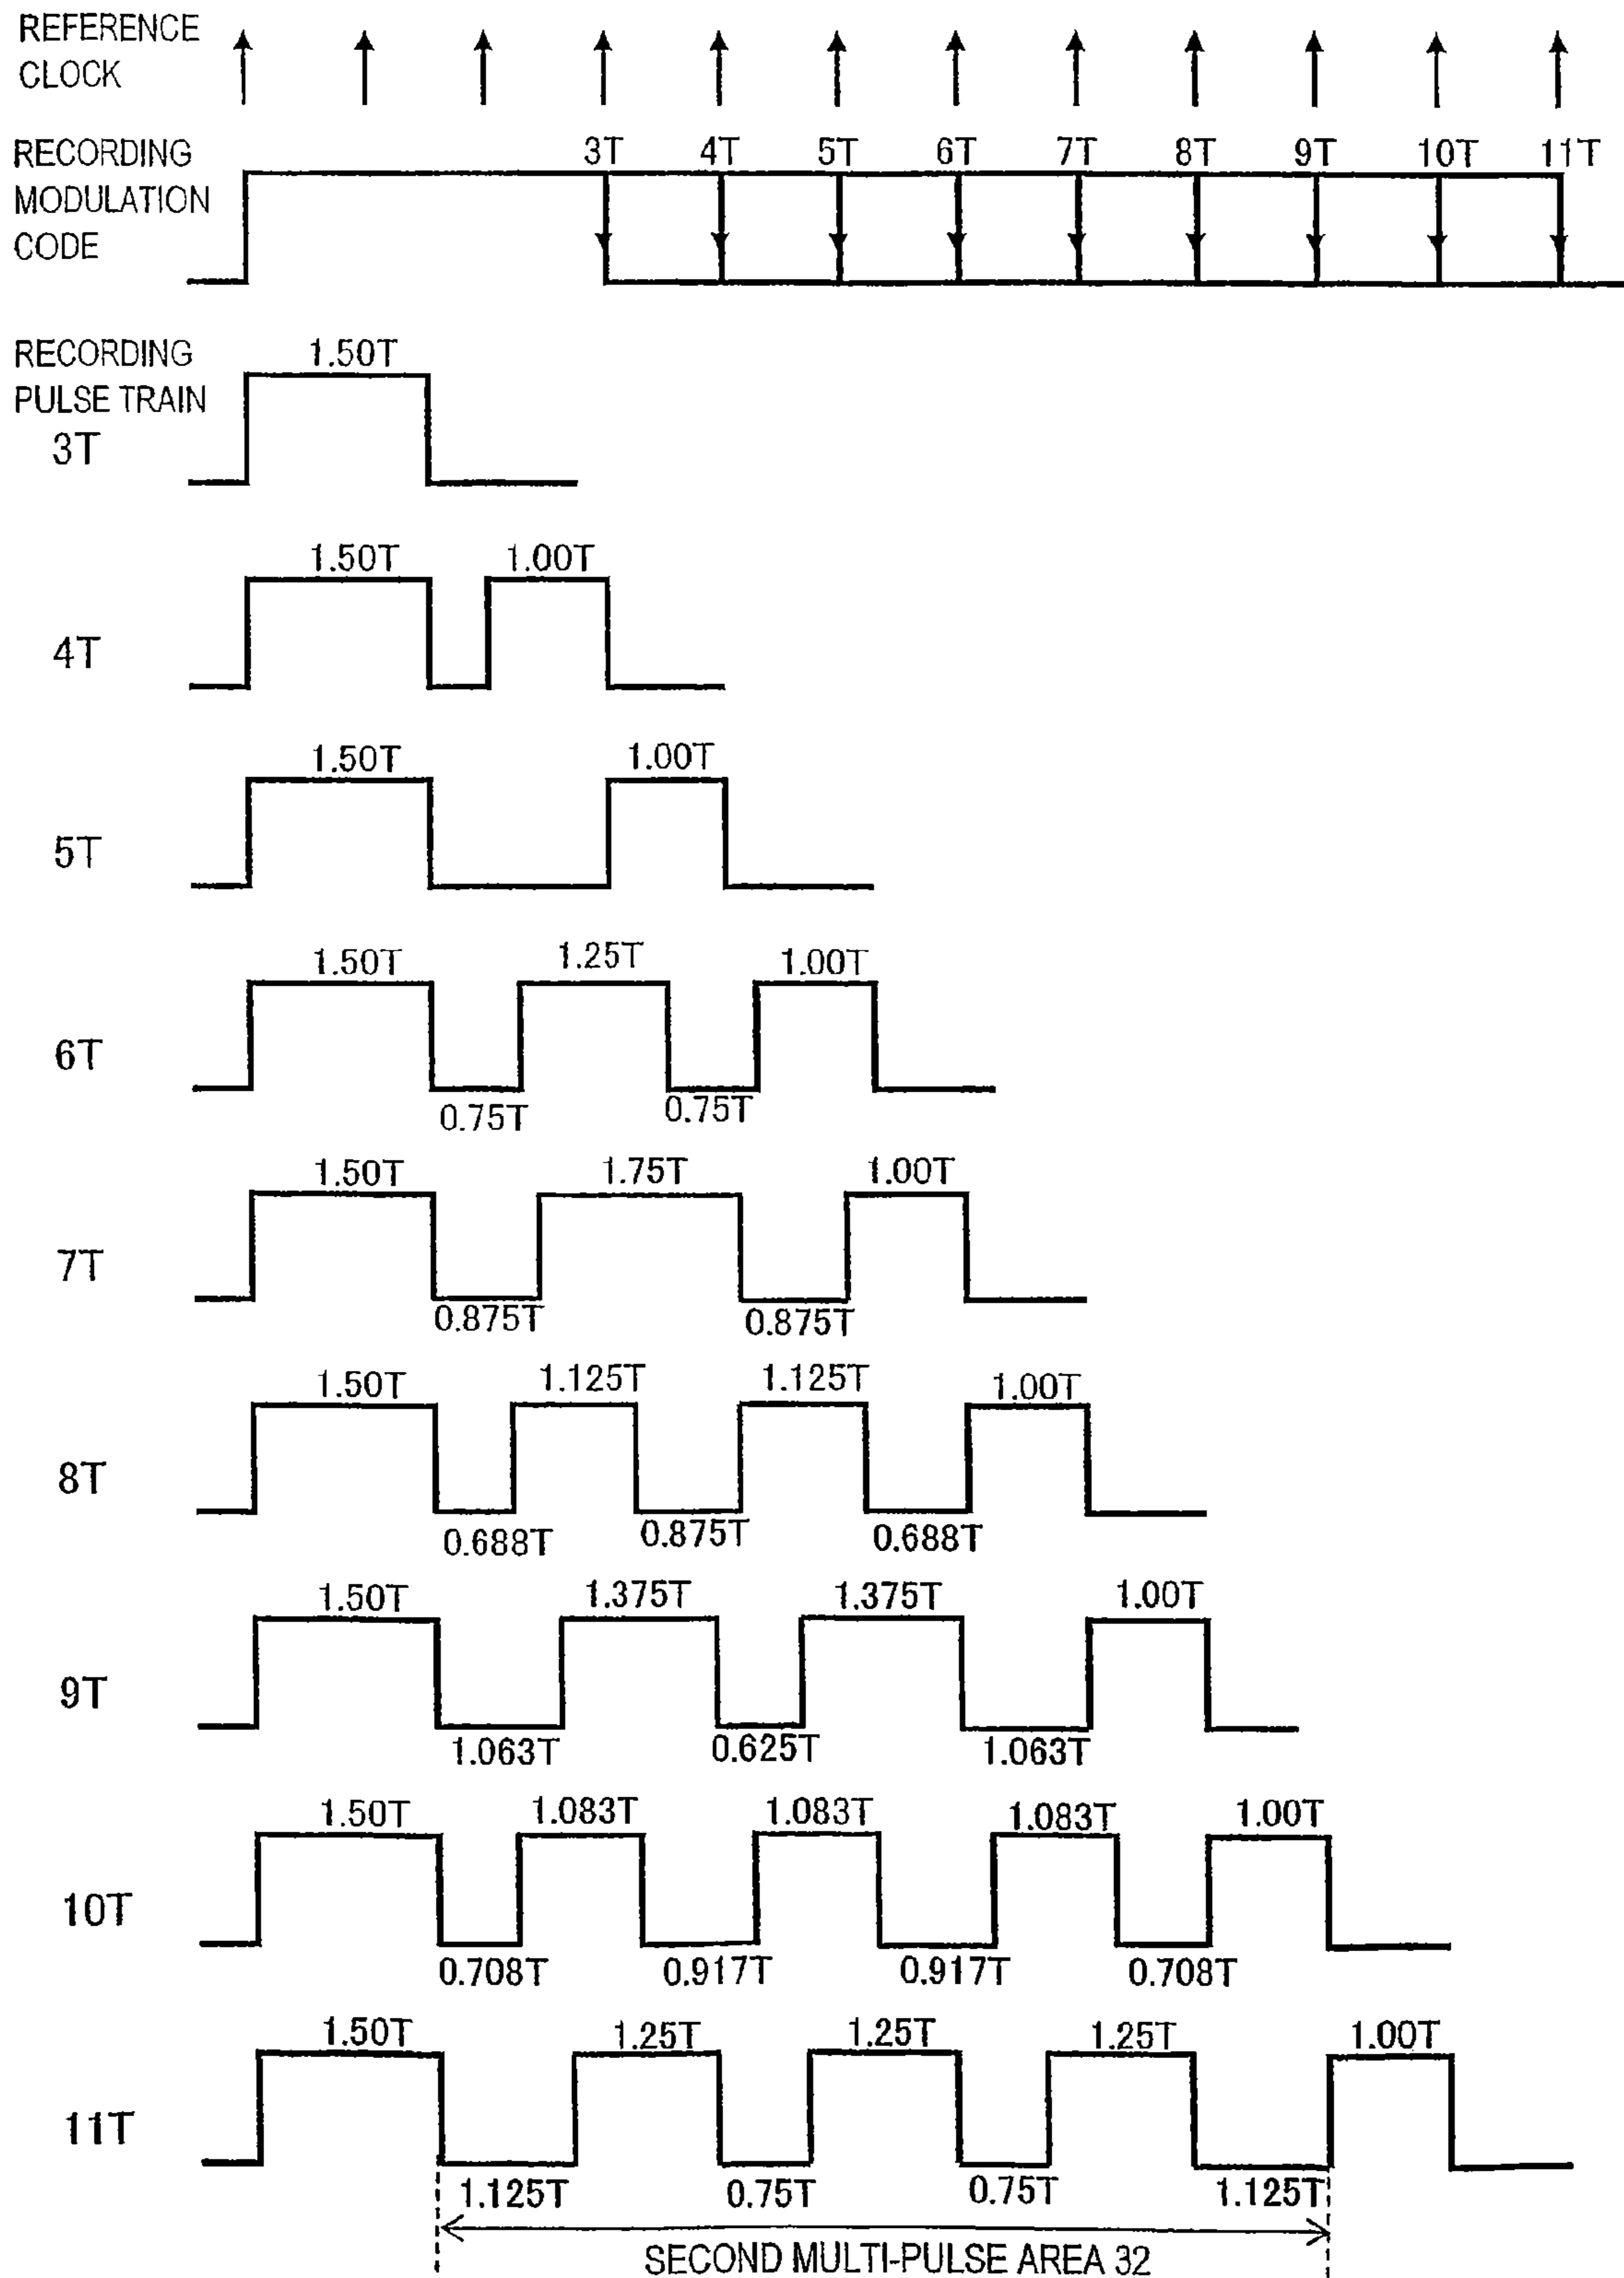 REFERENCE
CLOCK
RECORDING
MODULATION
CODE
3T 4T 5T 6T 7T 8T 9T 10T 11T
RECORDING
PULSE TRAIN
3T
1.50T
4T
1.50T 1.00T
5T
1.50T 1.00T
6T
1.50T 1.25T 1.00T
0.75T 0.75T
7T
1.50T 1.75T 1.00T
0.875T 0.875T
8T
1.50T 1.125T 1.125T 1.00T
0.688T 0.875T 0.688T
9T
1.50T 1.375T 1.375T 1.00T
1.063T 0.625T 1.063T
10T
1.50T 1.083T 1.083T 1.083T 1.00T
0.708T 0.917T 0.917T 0.708T
11T
1.50T 1.25T 1.25T 1.25T 1.00T
1.125T 0.75T 0.75T 1.125T
SECOND MULTI-PULSE AREA 32